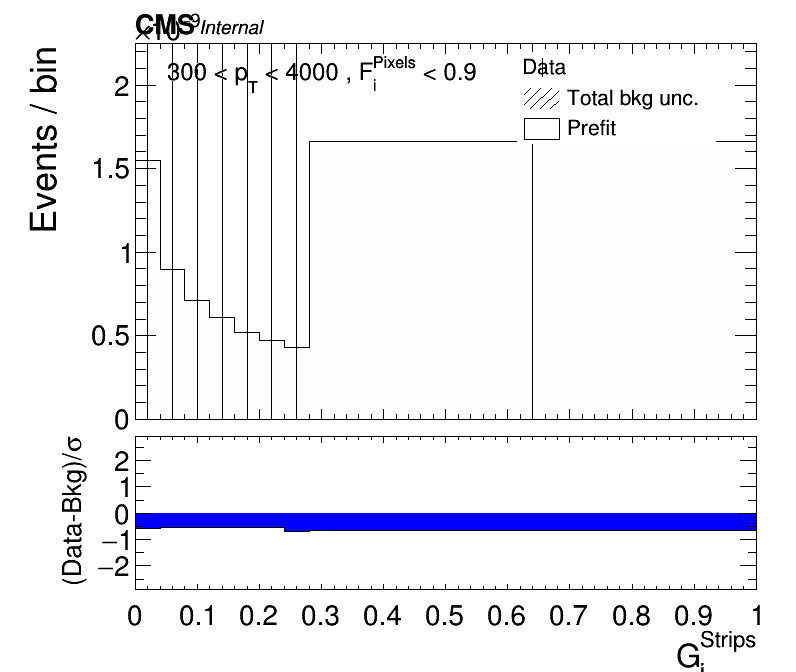 CMS Internal
×10⁹
300 < p_T < 4000 , F_i^Pixels < 0.9
Data
Total bkg unc.
Prefit
Events / bin
2
1.5
1
0.5
0
(Data-Bkg)/σ
2
1
0
−1
−2
0 0.1 0.2 0.3 0.4 0.5 0.6 0.7 0.8 0.9 1
G_i^Strips